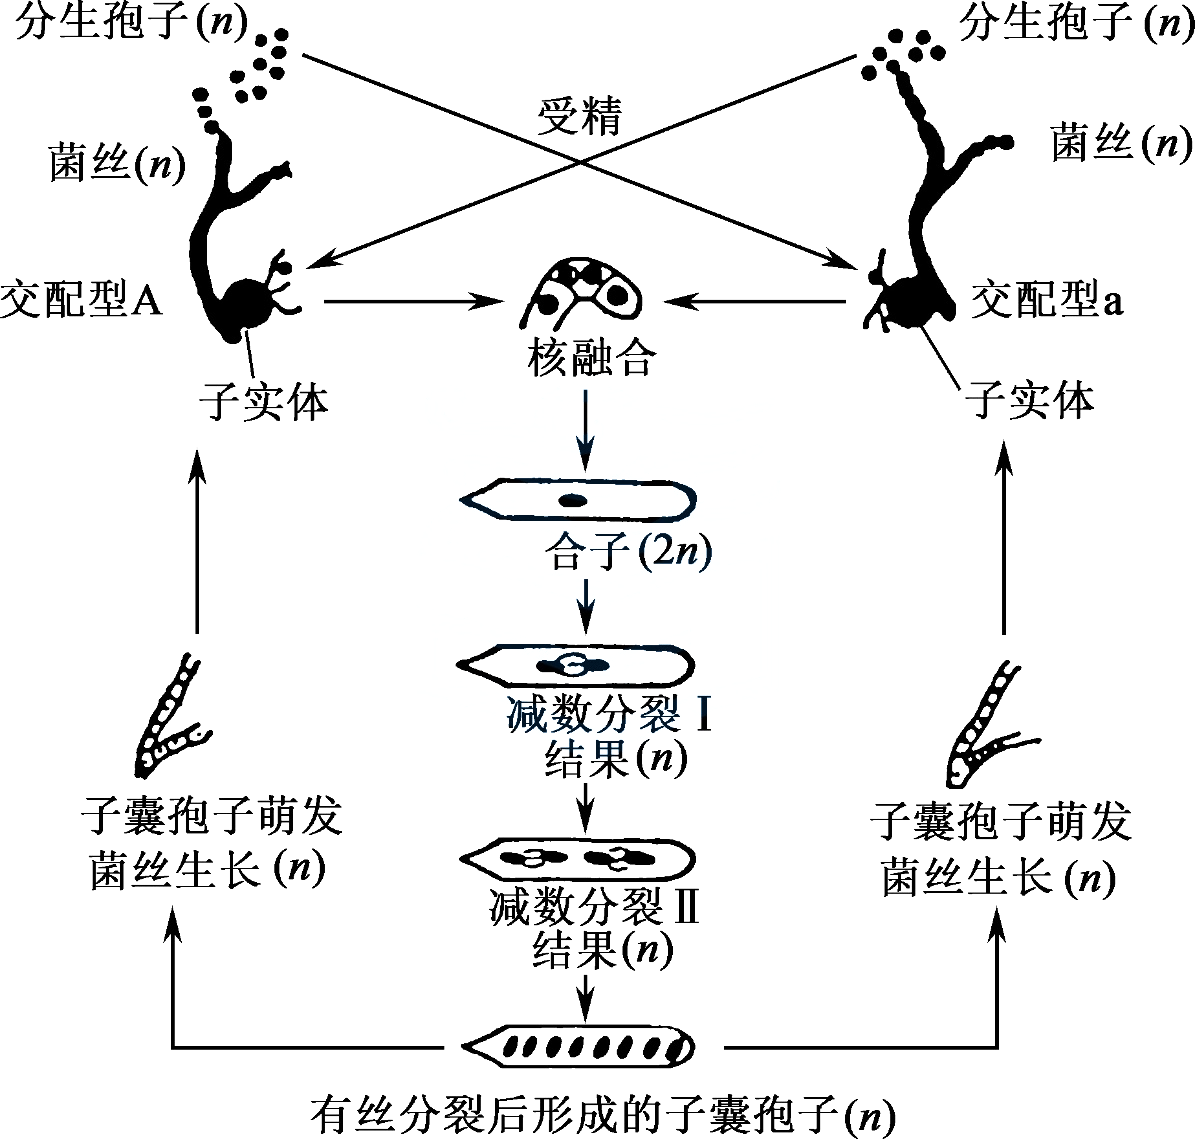 分生孢子(n)
分生孢子(n)
受精
菌丝(n)
菌丝(n)
交配型A
交配型a
核融合
子实体
子实体
合子(2n)
减数分裂Ⅰ
结果(n)
子囊孢子萌发
菌丝生长(n)
子囊孢子萌发
菌丝生长(n)
减数分裂Ⅱ
结果(n)
有丝分裂后形成的子囊孢子(n)